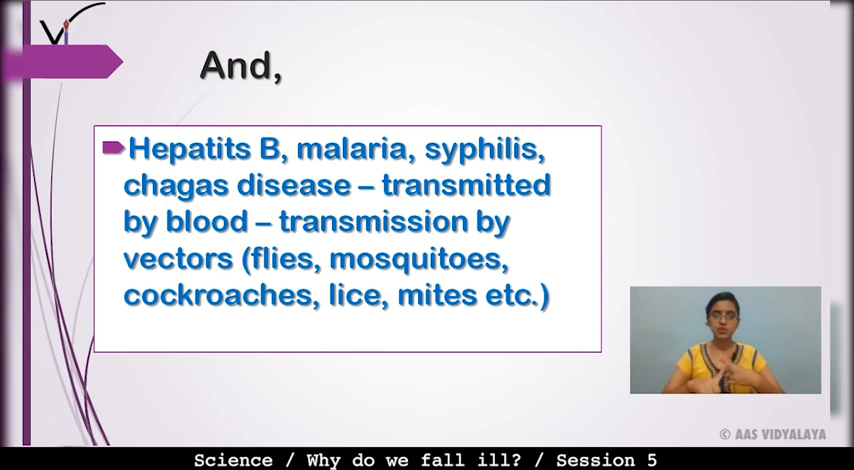 Vi
And,
Hepatits B, malaria, syphilis,
chagas disease – transmitted
by blood – transmission by
vectors (flies, mosquitoes,
cockroaches, lice, mites etc.)
© AAS VIDYALAYA
Science / Why do we fall ill? / Session 5